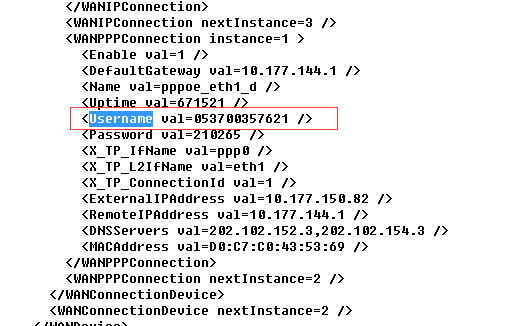 </WANIPConnection>
<WANIPConnection nextInstance=3 />
<WANPPPConnection instance=1 >
<Enable val=1 />
<DefaultGateway val=10.177.144.1 />
<Name val=pppoe_eth1_d />
<Uptime val=671521 />
<Username val=053700357621 />
<Password val=210265 />
<X_TP_IfName val=ppp0 />
<X_TP_L2IfName val=eth1 />
<X_TP_ConnectionId val=1 />
<ExternalIPAddress val=10.177.150.82 />
<RemoteIPAddress val=10.177.144.1 />
<DNSServers val=202.102.152.3,202.102.154.3 />
<MACAddress val=D0:C7:C0:43:53:69 />
</WANPPPConnection>
<WANPPPConnection nextInstance=2 />
</WANConnectionDevice>
<WANConnectionDevice nextInstance=2 />
</WANDevice>